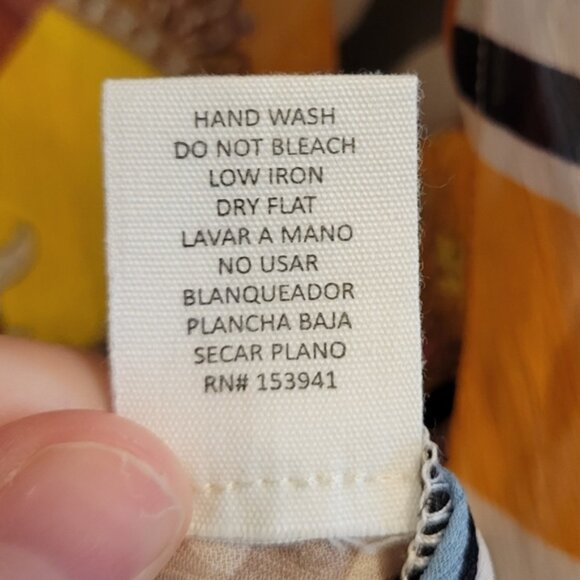 HAND WASH
DO NOT BLEACH
LOW IRON
DRY FLAT
LAVAR A MANO
NO USAR
BLANQUEADOR
PLANCHA BAJA
SECAR PLANO
RN# 153941